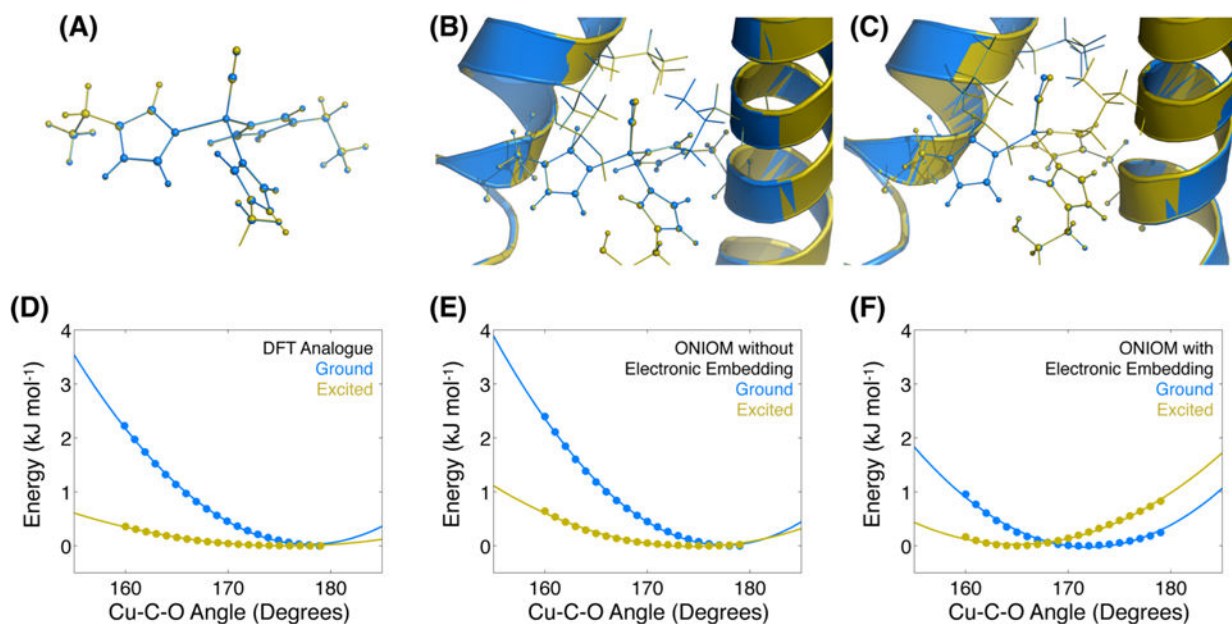 (A)
(B)
(C)
(D)
DFT Analogue
Ground
Excited
Energy (kJ mol-1)
4
3
2
1
0
160
170
180
Cu-C-O Angle (Degrees)
(E)
ONIOM without
Electronic Embedding
Ground
Excited
Energy (kJ mol-1)
4
3
2
1
0
160
170
180
Cu-C-O Angle (Degrees)
(F)
ONIOM with
Electronic Embedding
Ground
Excited
Energy (kJ mol-1)
4
3
2
1
0
160
170
180
Cu-C-O Angle (Degrees)